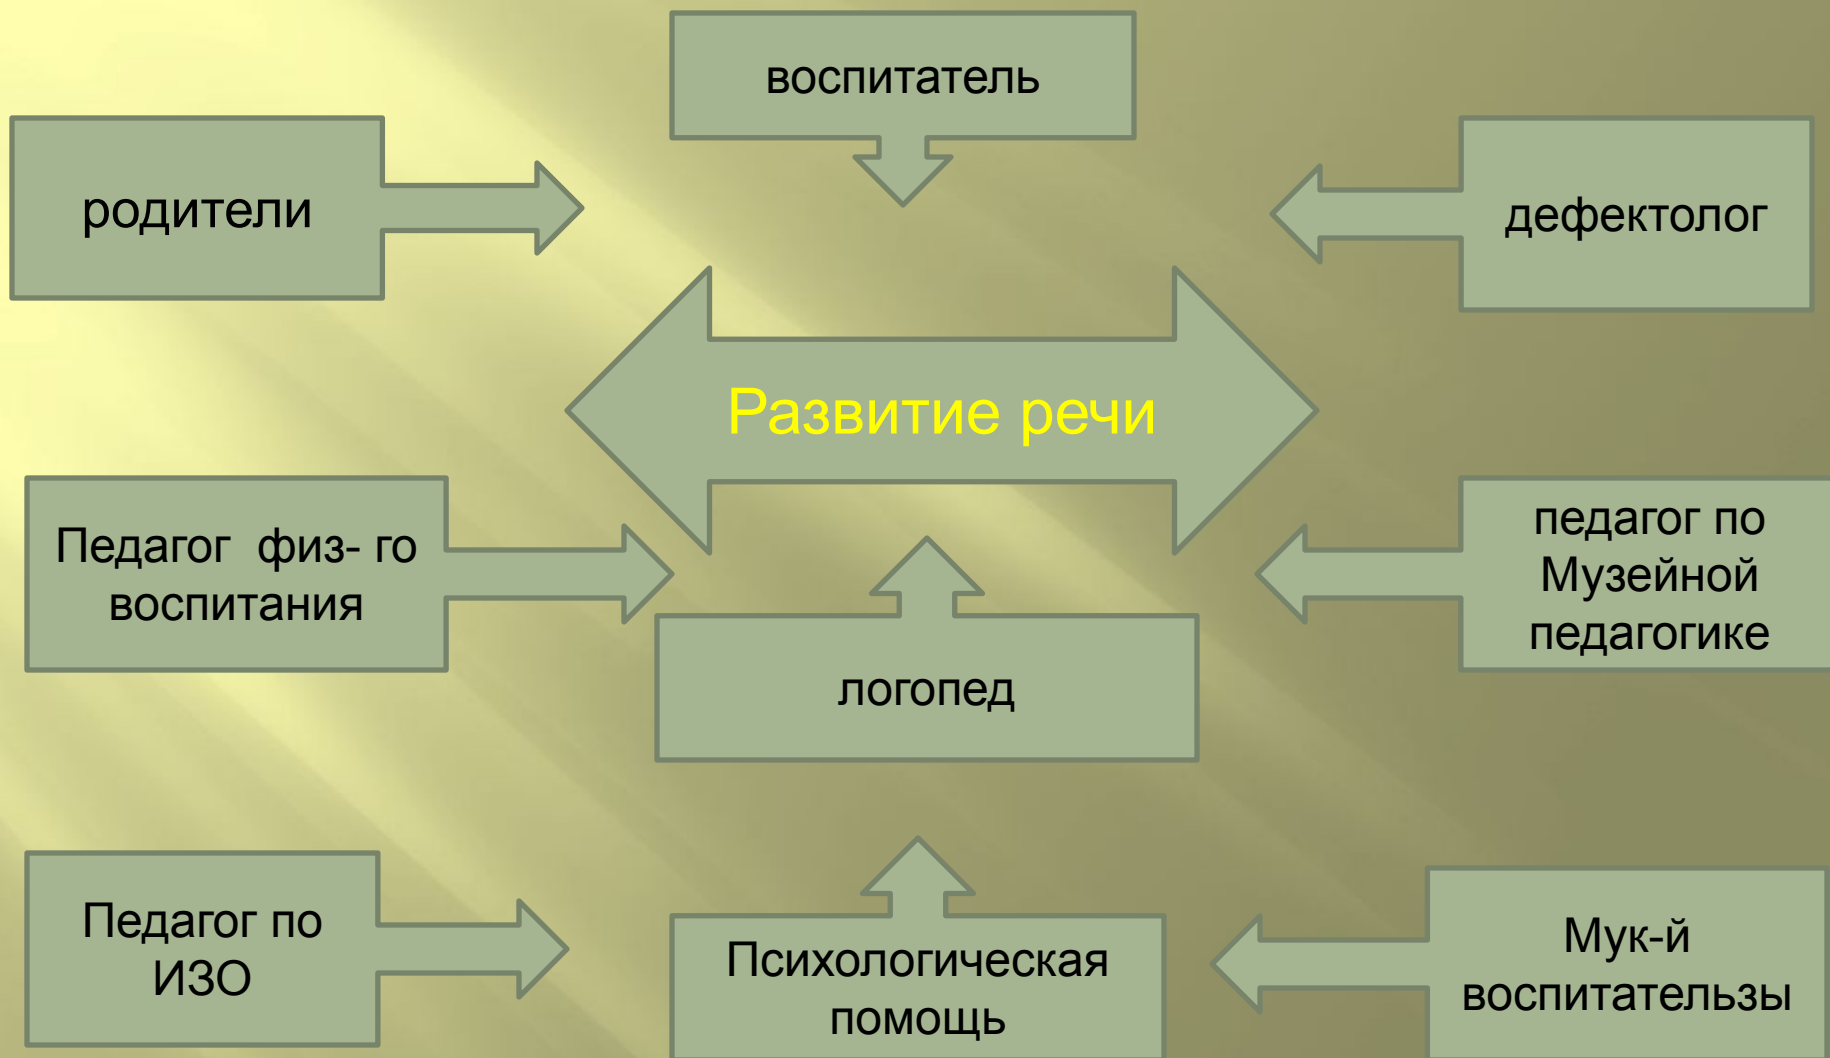 воспитатель
родители
дефектолог
Развитие речи
Педагог физ- го
воспитания
педагог по
Музейной
педагогике
логопед
Педагог по
ИЗО
Психологическая
помощь
Мук-й
воспитательзы